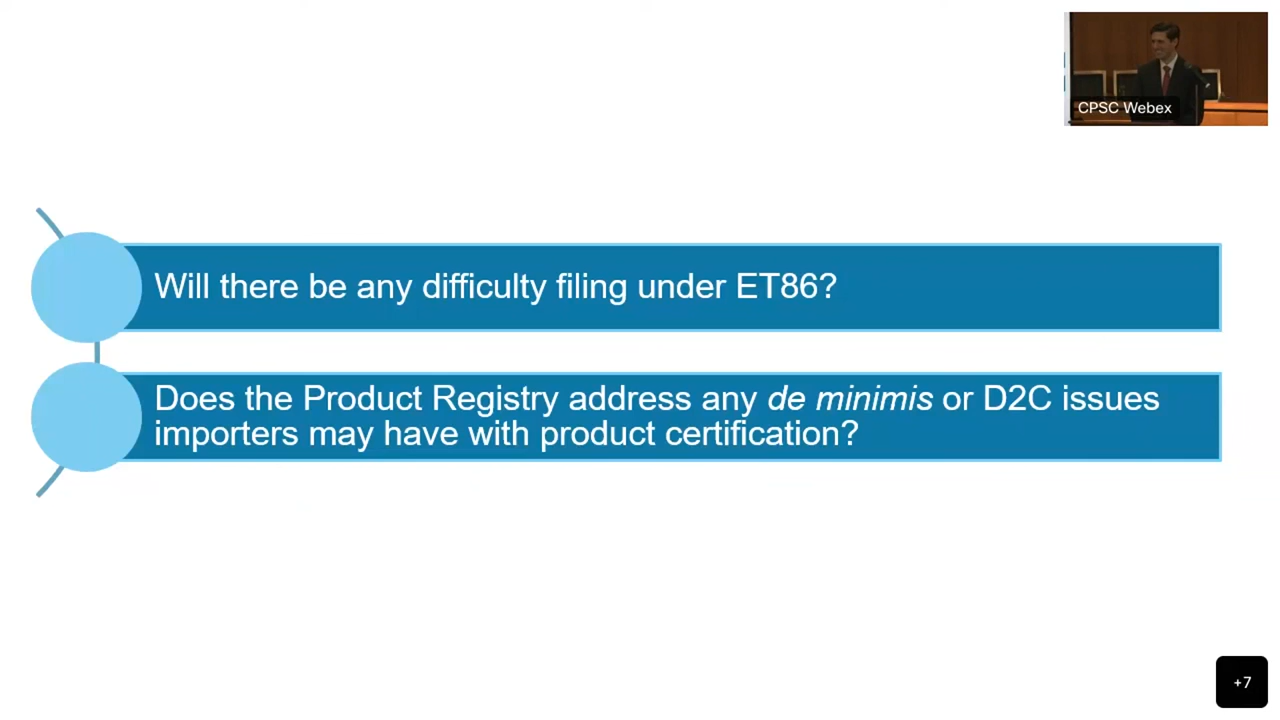 CPSC Webex
Will there be any difficulty filing under ET86?
Does the Product Registry address any de minimis or D2C issues
importers may have with product certification?
+7